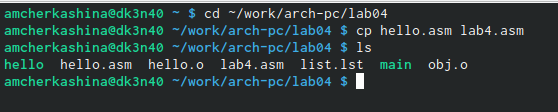 amcherkashina@dk3n40 ~ $ cd ~/work/arch-pc/lab04
amcherkashina@dk3n40 ~/work/arch-pc/lab04 $ cp hello.asm lab4.asm
amcherkashina@dk3n40 ~/work/arch-pc/lab04 $ ls
hello hello.asm hello.o lab4.asm list.lst main obj.o
amcherkashina@dk3n40 ~/work/arch-pc/lab04 $